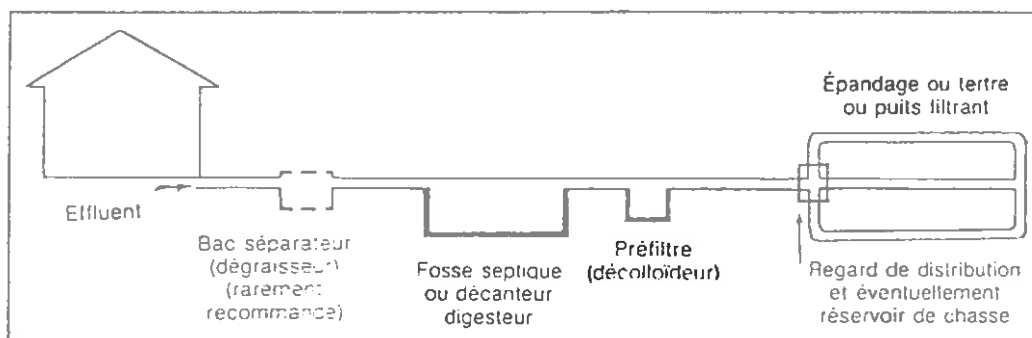 Épandage ou tertre
ou puits filtrant
Effluent
Bac séparateur
(dégraisseur)
(rarement
recommandé)
Fosse septique
ou décanteur
digesteur
Préfiltre
(décolloïdeur)
Regard de distribution
et éventuellement
réservoir de chasse